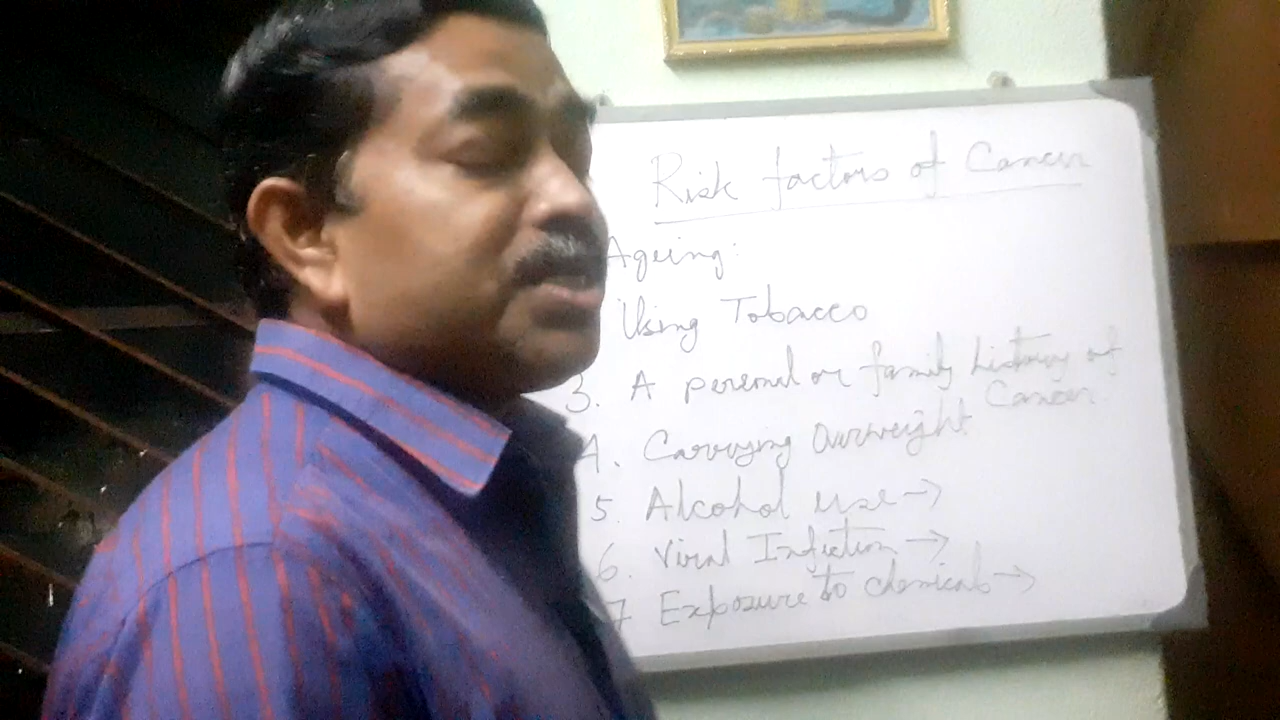 Risk factors of Cancer
Ageing:
Using Tobacco
3. A personal or family history of
Cancer.
4. Carrying Overweight
5. Alcohol use →
6. Viral Infection →
7 Exposure to chemicals →